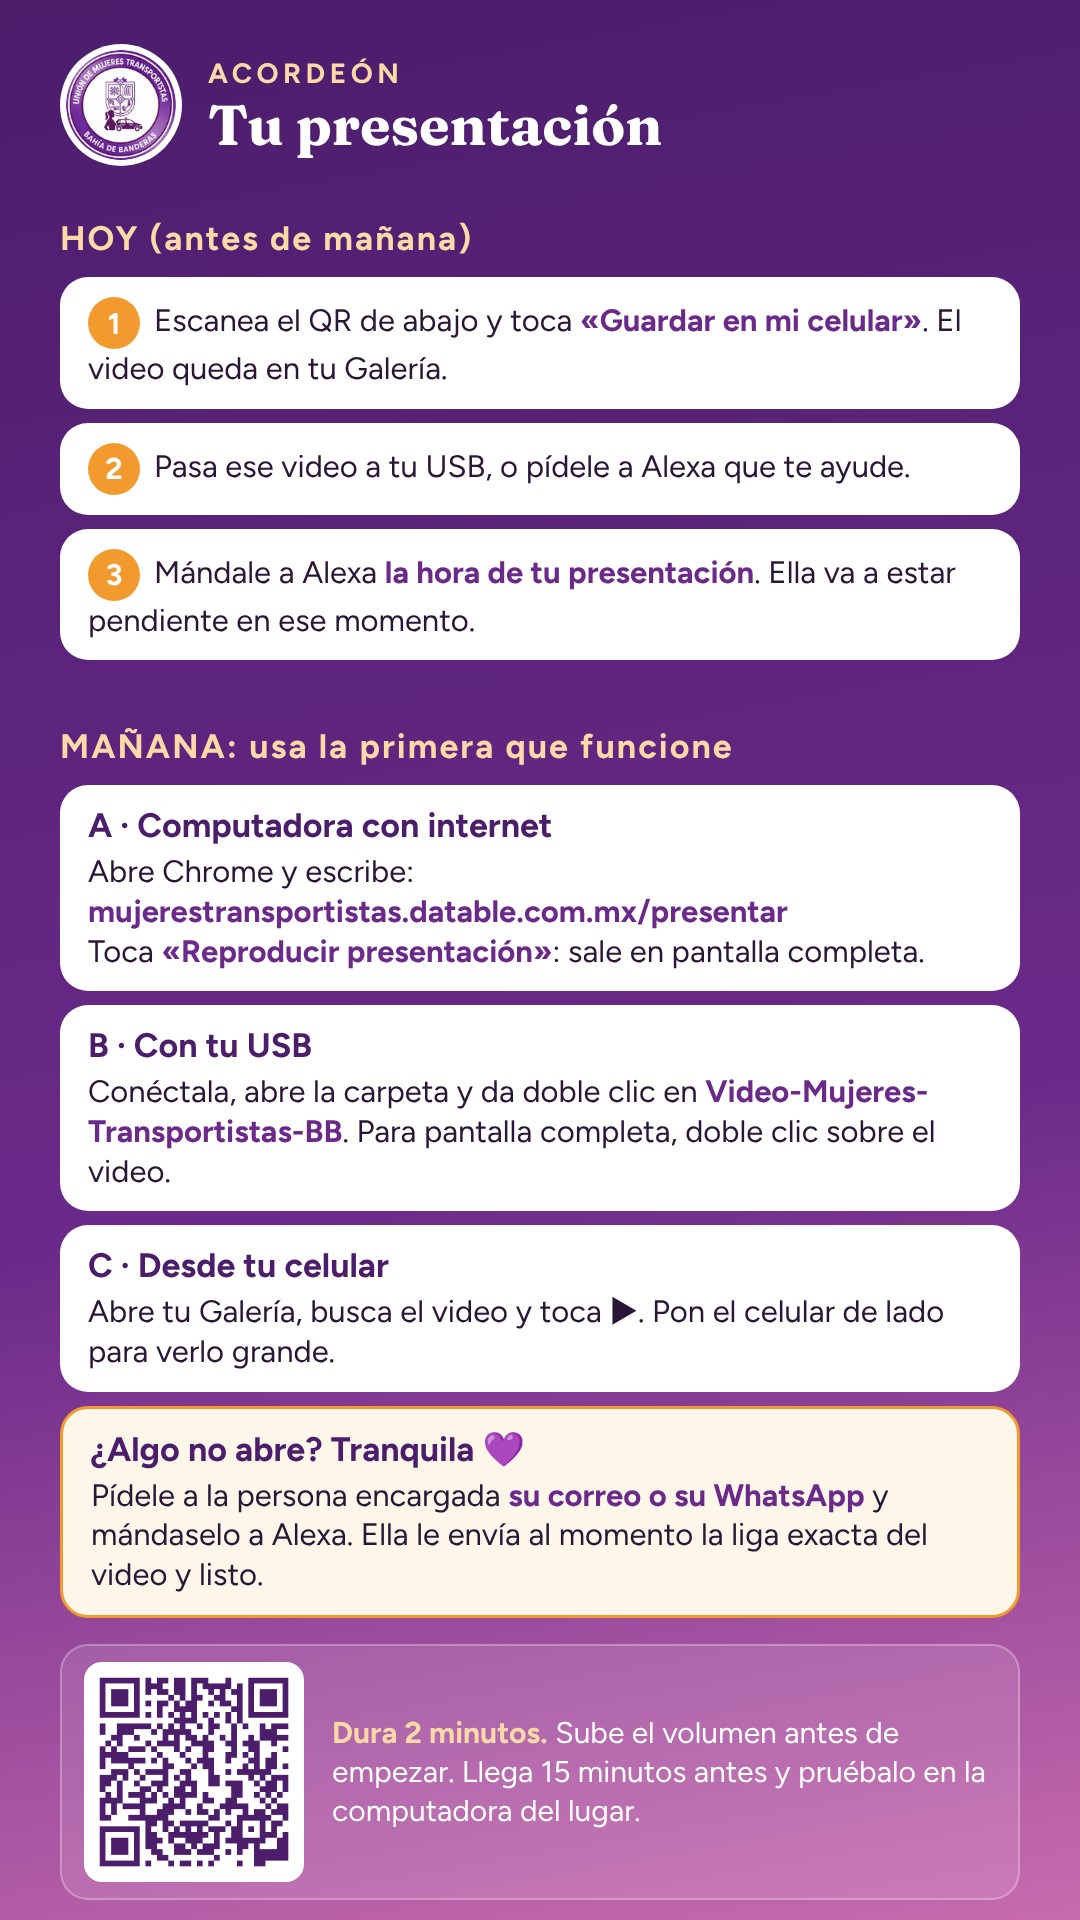 UNIÓN DE MUJERES TRANSPORTISTAS
BAHÍA DE BANDERAS
ACORDEÓN
Tu presentación
HOY (antes de mañana)
1 Escanea el QR de abajo y toca «Guardar en mi celular». El
video queda en tu Galería.
2 Pasa ese video a tu USB, o pídele a Alexa que te ayude.
3 Mándale a Alexa la hora de tu presentación. Ella va a estar
pendiente en ese momento.
MAÑANA: usa la primera que funcione
A · Computadora con internet
Abre Chrome y escribe:
mujerestransportistas.datable.com.mx/presentar
Toca «Reproducir presentación»: sale en pantalla completa.
B · Con tu USB
Conéctala, abre la carpeta y da doble clic en Video-Mujeres-
Transportistas-BB. Para pantalla completa, doble clic sobre el
video.
C · Desde tu celular
Abre tu Galería, busca el video y toca ▶. Pon el celular de lado
para verlo grande.
¿Algo no abre? Tranquila 💜
Pídele a la persona encargada su correo o su WhatsApp y
mándaselo a Alexa. Ella le envía al momento la liga exacta del
video y listo.
Dura 2 minutos. Sube el volumen antes de
empezar. Llega 15 minutos antes y pruébalo en la
computadora del lugar.